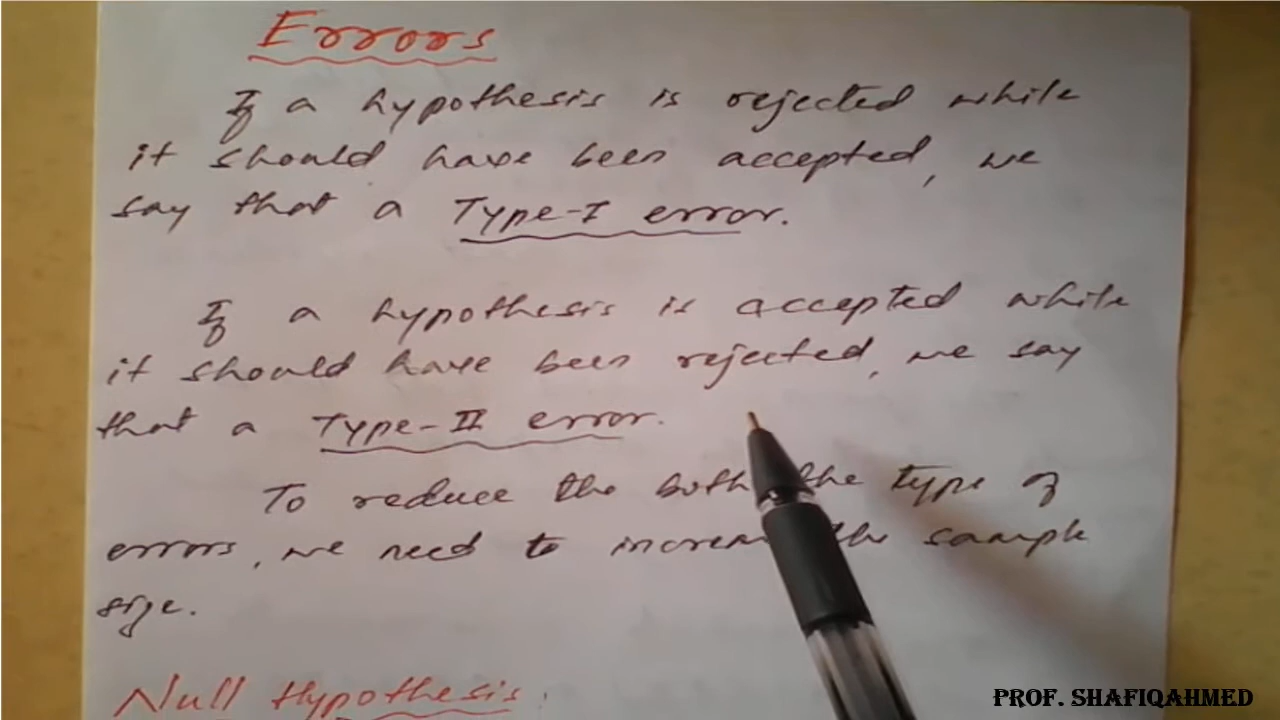 Errors
If a hypothesis is rejected while
it should have been accepted, we
say that a Type-I error.
If a hypothesis is accepted while
it should have been rejected, we say
that a Type-II error.
To reduce the both the type of
errors, we need to the sample
size.
Null Hypothesis:
PROF. SHAFIQAHMED